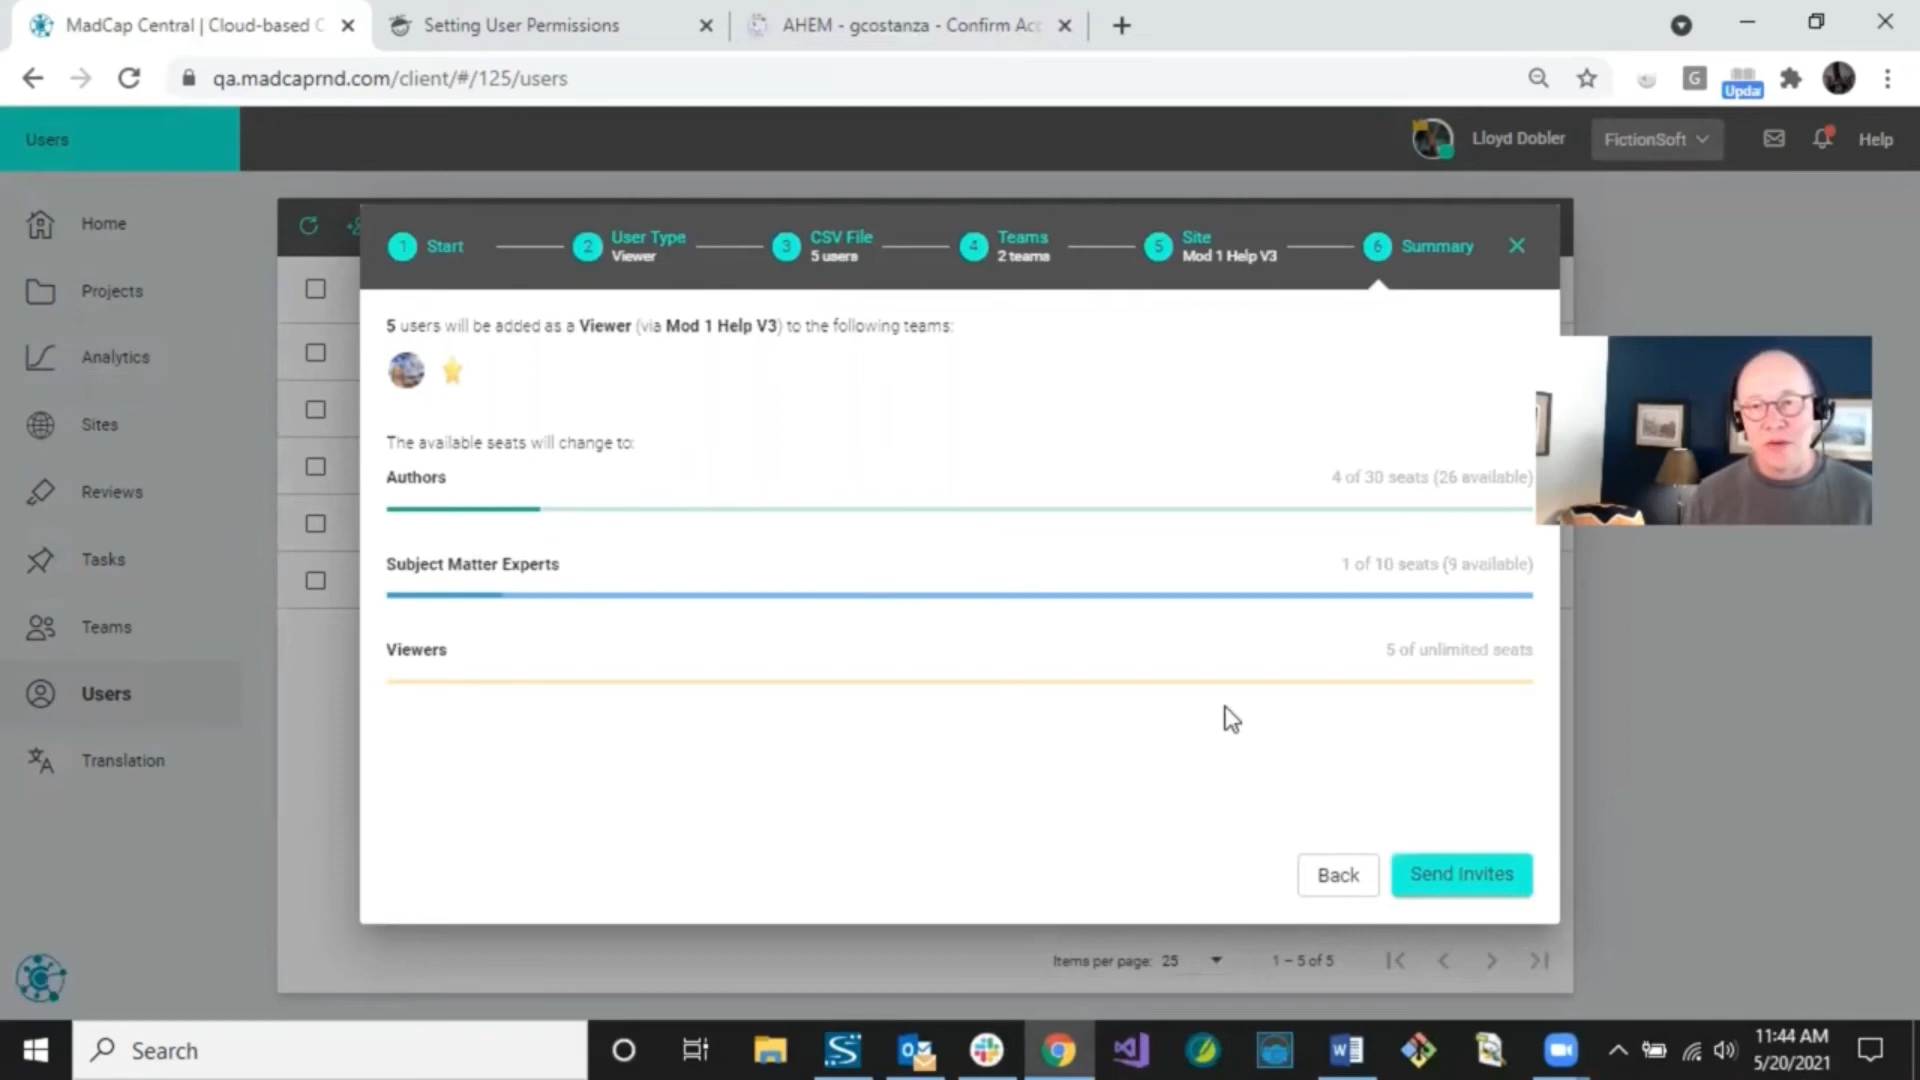 MadCap Central | Cloud-based C
Setting User Permissions
AHEM - gcostanza - Confirm Acc
qa.madcaprnd.com/client/#/125/users
G
Updat
Users
Lloyd Dobler
FictionSoft
Help
Home
Projects
Analytics
Sites
Reviews
Tasks
Teams
Users
Translation
1 Start
2 User Type
Viewer
3 CSV File
5 users
4 Teams
2 teams
5 Site
Mod 1 Help V3
6 Summary
5 users will be added as a Viewer (via Mod 1 Help V3) to the following teams:
The available seats will change to:
Authors
4 of 30 seats (26 available)
Subject Matter Experts
1 of 10 seats (9 available)
Viewers
5 of unlimited seats
Back
Send Invites
Items per page: 25
1 – 5 of 5
Search
11:44 AM
5/20/2021